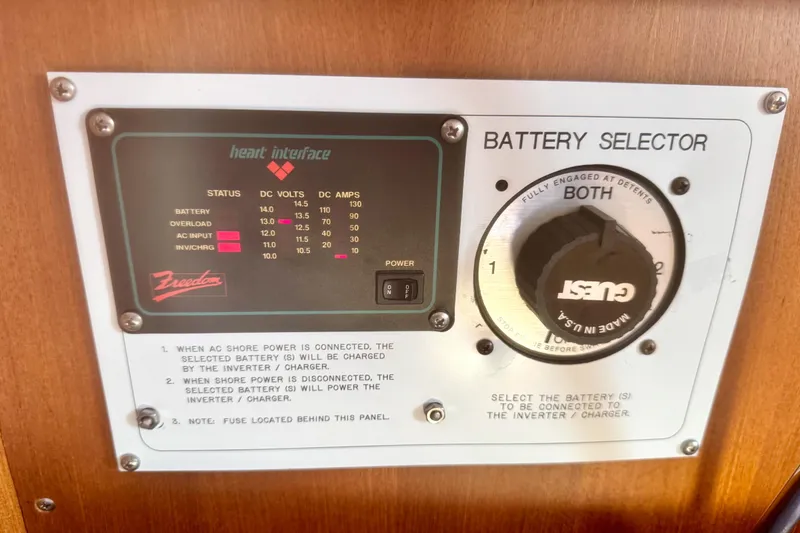 heart interface
STATUS
DC VOLTS
DC AMPS
BATTERY
OVERLOAD
AC INPUT
INV/CHRG
14.5
14.0
13.5
13.0
12.5
12.0
11.5
11.0
10.5
10.0
130
110
90
70
50
40
30
20
10
POWER
ON
OFF
Freedom
1. WHEN AC SHORE POWER IS CONNECTED, THE
SELECTED BATTERY (S) WILL BE CHARGED
BY THE INVERTER / CHARGER.
2. WHEN SHORE POWER IS DISCONNECTED, THE
SELECTED BATTERY (S) WILL POWER THE
INVERTER / CHARGER.
3. NOTE: FUSE LOCATED BEHIND THIS PANEL.
BATTERY SELECTOR
FULLY ENGAGED AT DETENTS
BOTH
1
2
GUEST
MADE IN U.S.A.
BEFORE
SELECT THE BATTERY (S)
TO BE CONNECTED TO
THE INVERTER / CHARGER.